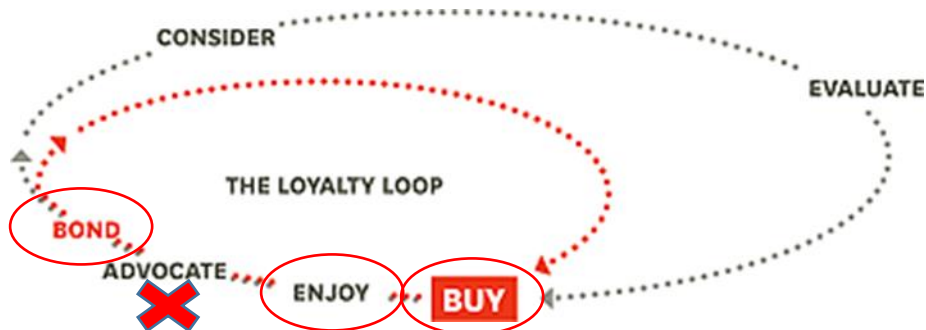 CONSIDER
EVALUATE
THE LOYALTY LOOP
BOND
ADVOCATE
ENJOY
BUY